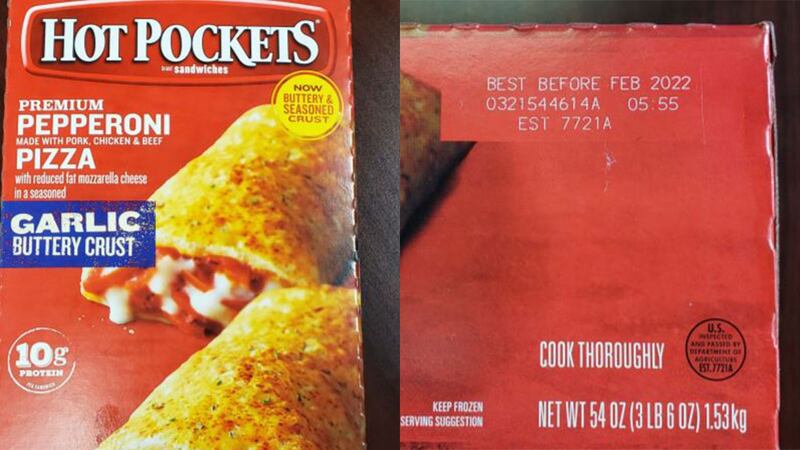 HOT POCKETS®
BRAND sandwiches
NOW
BUTTERY &
SEASONED
CRUST
PREMIUM
PEPPERONI
MADE WITH PORK, CHICKEN & BEEF
PIZZA
with reduced fat mozzarella cheese
in a seasoned
GARLIC
BUTTERY CRUST
10g
PROTEIN
PER SANDWICH
BEST BEFORE FEB 2022
0321544614A 05:55
EST 7721A
COOK THOROUGHLY
U.S.
INSPECTED
AND PASSED BY
DEPARTMENT OF
AGRICULTURE
EST. 7721A
KEEP FROZEN
SERVING SUGGESTION
NET WT 54 OZ (3 LB 6 OZ) 1.53kg